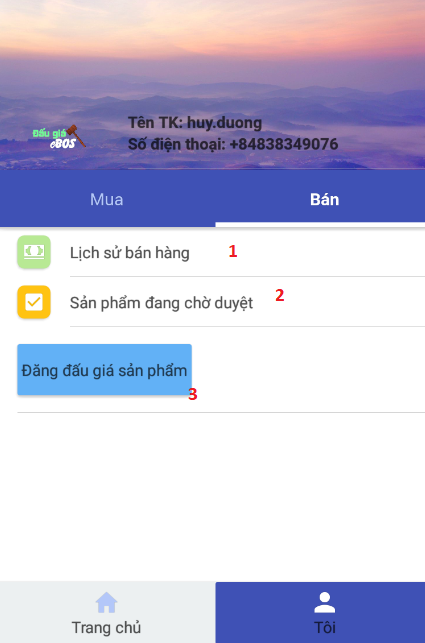 Tên TK: huy.duong
Đấu giá
eBOS
Số điện thoại: +84838349076
Mua
Bán
Lịch sử bán hàng 1
Sản phẩm đang chờ duyệt 2
Đăng đấu giá sản phẩm
3
Trang chủ
Tôi